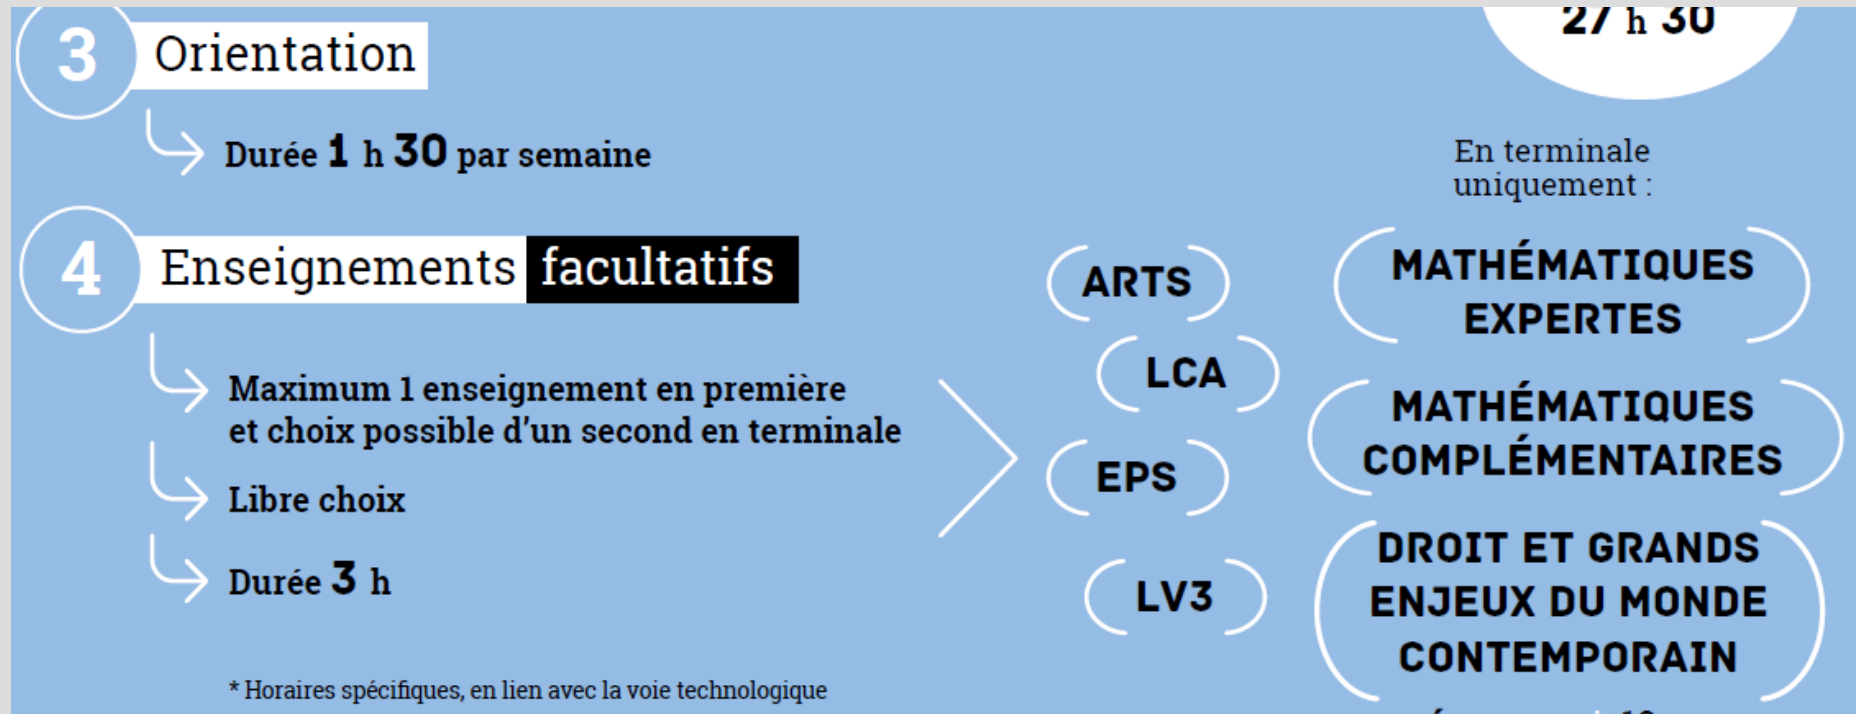 3 Orientation
Durée 1 h 30 par semaine
4 Enseignements facultatifs
Maximum 1 enseignement en première
et choix possible d'un second en terminale
Libre choix
Durée 3 h
* Horaires spécifiques, en lien avec la voie technologique
ARTS
LCA
EPS
LV3
27 h 30
En terminale
uniquement :
MATHÉMATIQUES
EXPERTES
MATHÉMATIQUES
COMPLÉMENTAIRES
DROIT ET GRANDS
ENJEUX DU MONDE
CONTEMPORAIN